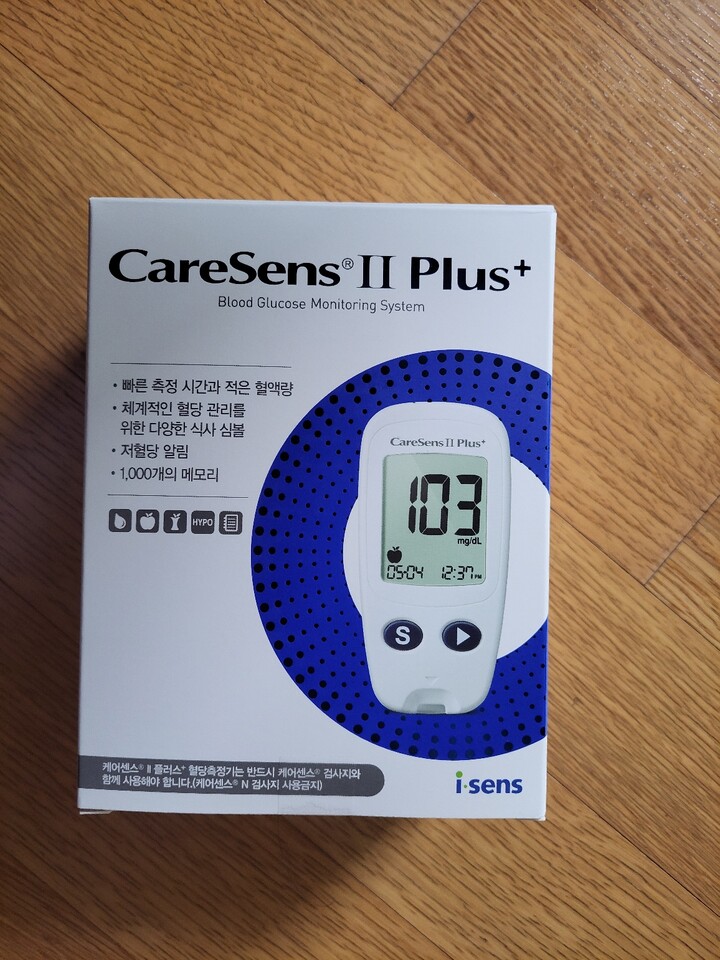 CareSens® II Plus+
Blood Glucose Monitoring System
• 빠른 측정 시간과 적은 혈액량
• 체계적인 혈당 관리를
위한 다양한 식사 심볼
• 저혈당 알림
• 1,000개의 메모리
HYPO
CareSens II Plus+
103
mg/dL
05-04 12:37PM
S
케어센스® II 플러스+ 혈당측정기는 반드시 케어센스® 검사지와
함께 사용해야 합니다.(케어센스® N 검사지 사용금지)
i·sens